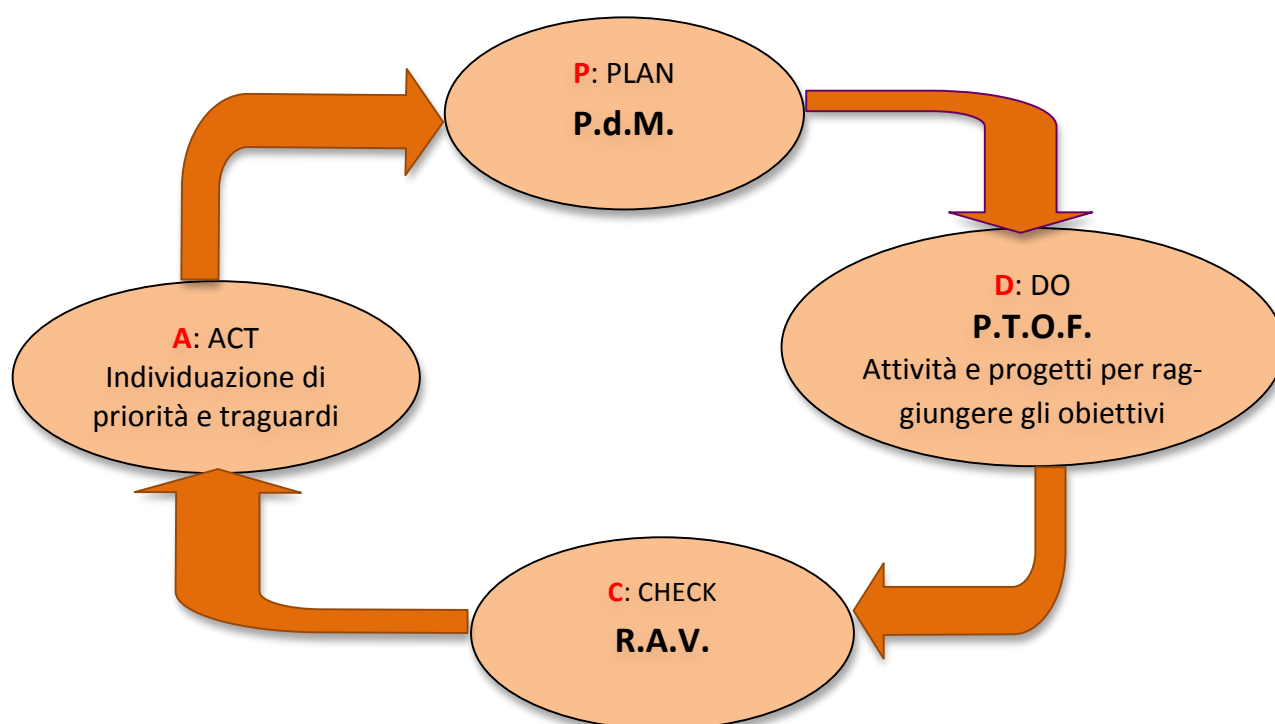 P: PLAN
P.d.M.
D: DO
P.T.O.F.
Attività e progetti per rag-
giungere gli obiettivi
C: CHECK
R.A.V.
A: ACT
Individuazione di
priorità e traguardi